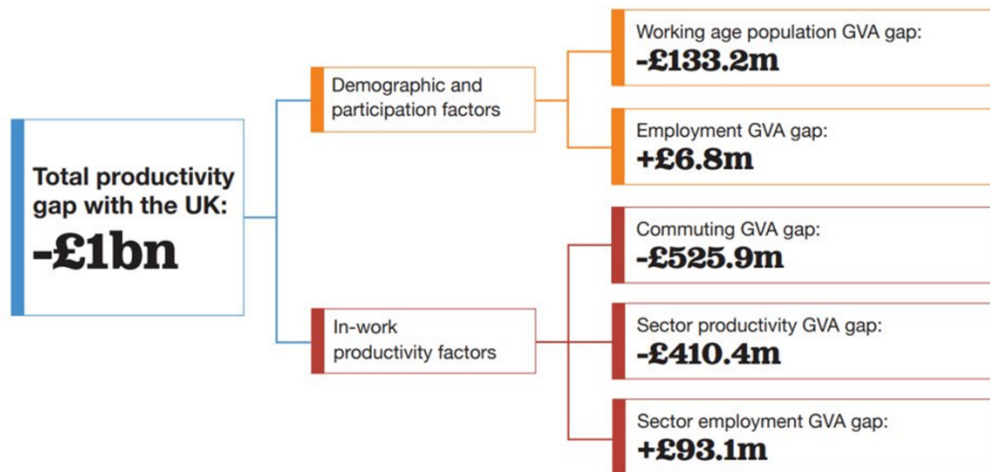 Total productivity
gap with the UK:
-£1bn
Demographic and
participation factors
In-work
productivity factors
Working age population GVA gap:
-£133.2m
Employment GVA gap:
+£6.8m
Commuting GVA gap:
-£525.9m
Sector productivity GVA gap:
-£410.4m
Sector employment GVA gap:
+£93.1m